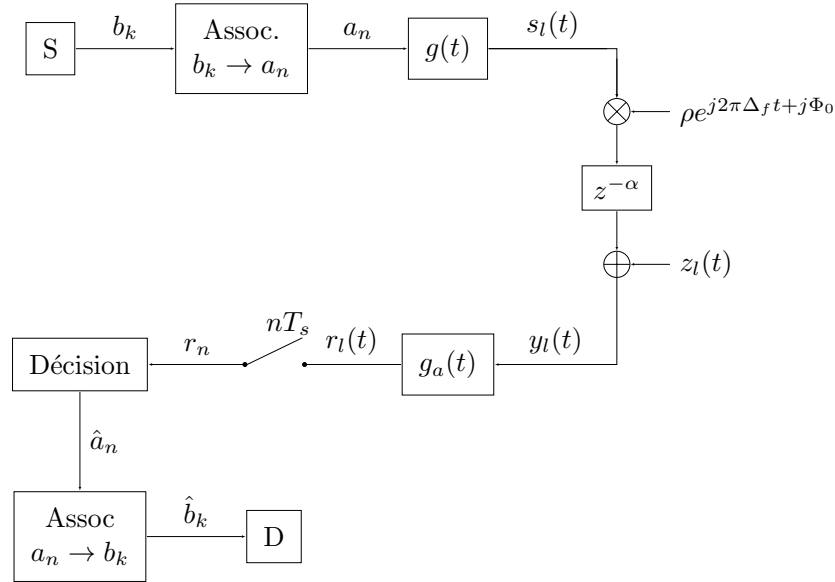 S
b_k
Assoc.
b_k → a_n
a_n
g(t)
s_l(t)
ρe^{j2πΔ_f t+jΦ_0}
z^{-α}
z_l(t)
y_l(t)
g_a(t)
r_l(t)
nT_s
r_n
Décision
â_n
Assoc
a_n → b_k
b̂_k
D